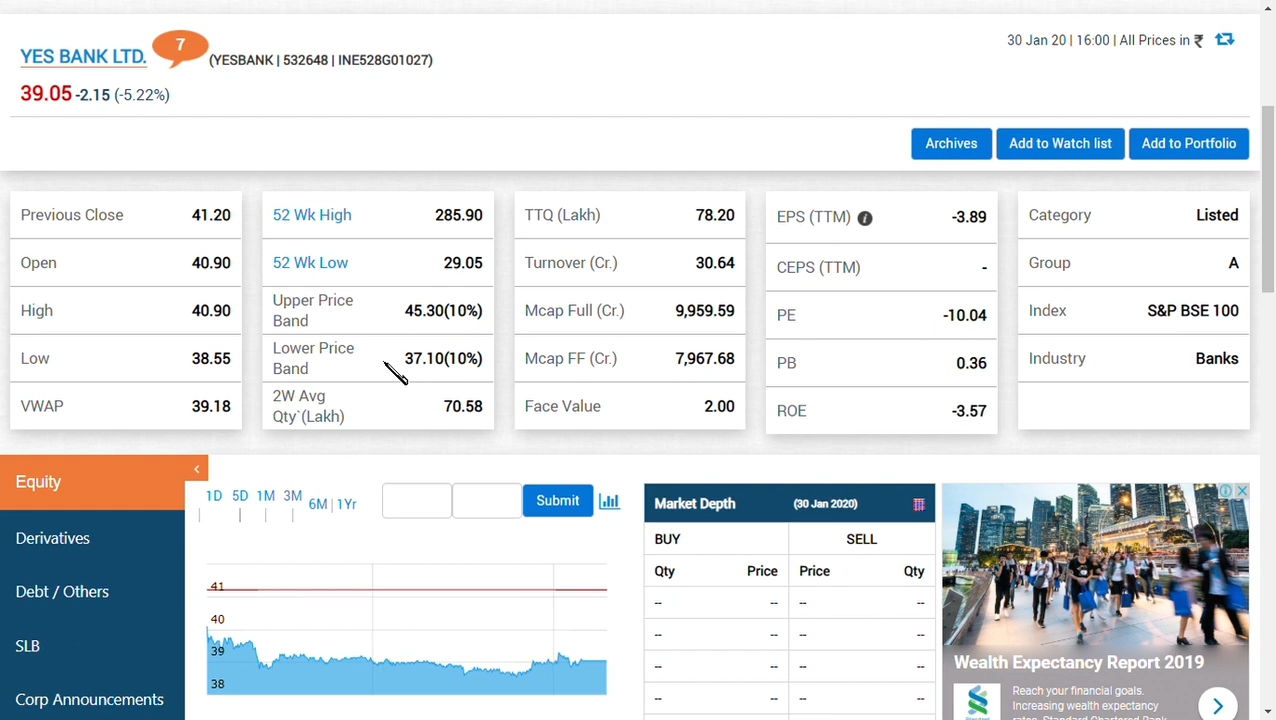 YES BANK LTD.
7
(YESBANK | 532648 | INE528G01027)
30 Jan 20 | 16:00 | All Prices in ₹
39.05 -2.15 (-5.22%)
Archives
Add to Watch list
Add to Portfolio
Previous Close 41.20
Open 40.90
High 40.90
Low 38.55
VWAP 39.18
52 Wk High 285.90
52 Wk Low 29.05
Upper Price
Band 45.30(10%)
Lower Price
Band 37.10(10%)
2W Avg
Qty`(Lakh) 70.58
TTQ (Lakh) 78.20
Turnover (Cr.) 30.64
Mcap Full (Cr.) 9,959.59
Mcap FF (Cr.) 7,967.68
Face Value 2.00
EPS (TTM) i -3.89
CEPS (TTM) -
PE -10.04
PB 0.36
ROE -3.57
Category Listed
Group A
Index S&P BSE 100
Industry Banks
Equity
Derivatives
Debt / Others
SLB
Corp Announcements
1D 5D 1M 3M 6M | 1Yr
Submit
41
40
39
38
Market Depth (30 Jan 2020)
BUY SELL
Qty Price Price Qty
-- -- -- --
-- -- -- --
-- -- -- --
-- -- -- --
Wealth Expectancy Report 2019
Reach your financial goals.
Increasing wealth expectancy
rates. Standard Chartered Bank